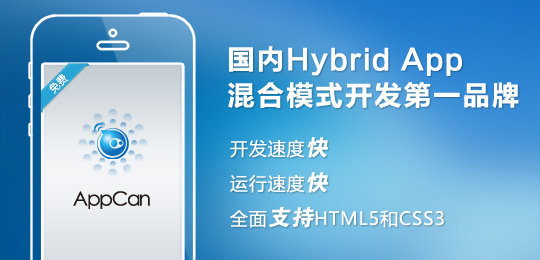 国内Hybrid App
混合模式开发第一品牌
免费
开发速度快
运行速度快
AppCan
全面支持HTML5和CSS3